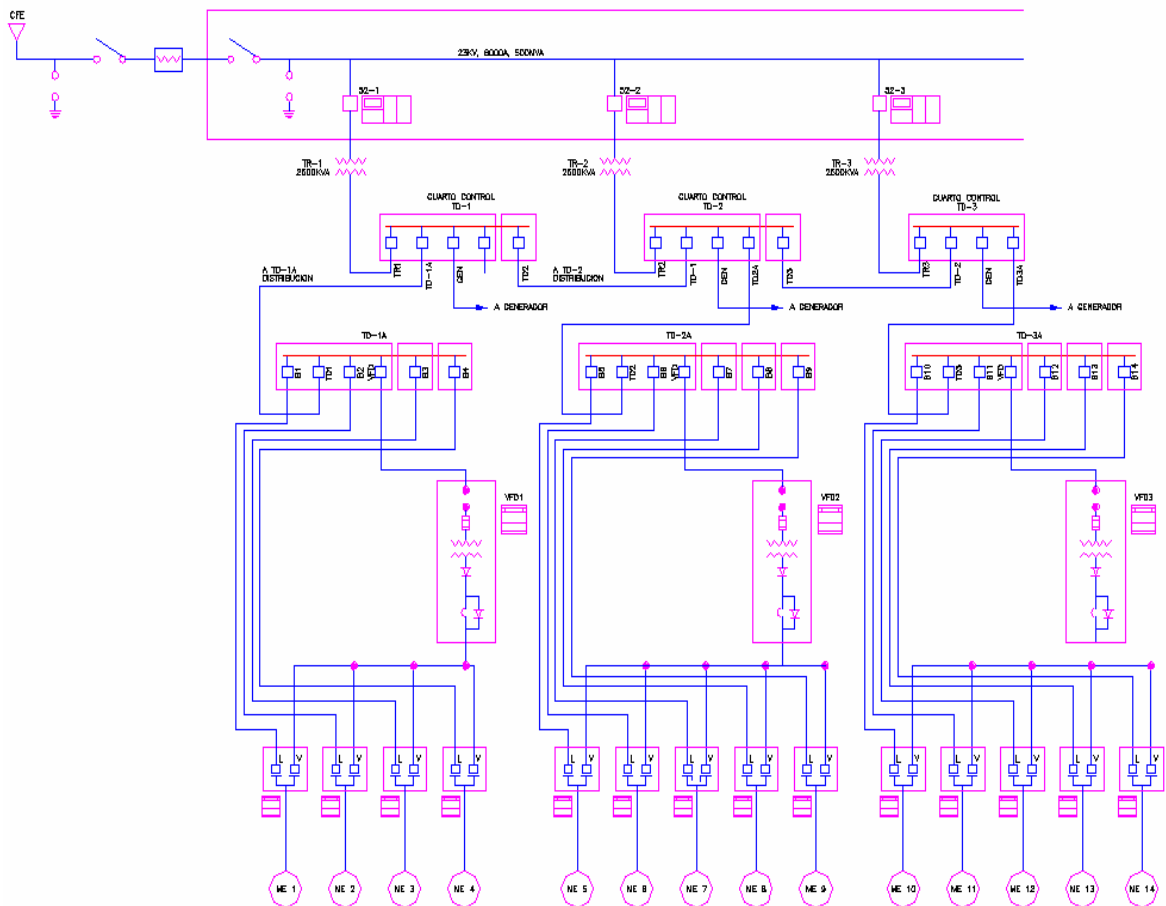 CFE
23KV, 6000A, 500MVA
52-1
52-2
52-3
TR-1
2500KVA
TR-2
2500KVA
TR-3
2500KVA
CUARTO CONTROL
TD-1
CUARTO CONTROL
TD-2
CUARTO CONTROL
TD-3
TR1
TD-1A
GEN
TD2
TR2
TD-1
GEN
TD2A
TD3
TR3
TD-2
GEN
TD3A
A TD-1A
DISTRIBUCION
A TD-2
DISTRIBUCION
A GENERADOR
A GENERADOR
A GENERADOR
TD-1A
TD-2A
TD-3A
B1
TD1
B2
VFD
B3
B4
B5
TD2
B6
VFD
B7
B8
B9
B10
TD3
B11
VFD
B12
B13
B14
VFD1
VFD2
VFD3
L V
L V
L V
L V
L V
L V
L V
L V
L V
L V
L V
L V
L V
L V
ME 1
ME 2
ME 3
ME 4
ME 5
ME 6
ME 7
ME 8
ME 9
ME 10
ME 11
ME 12
ME 13
ME 14